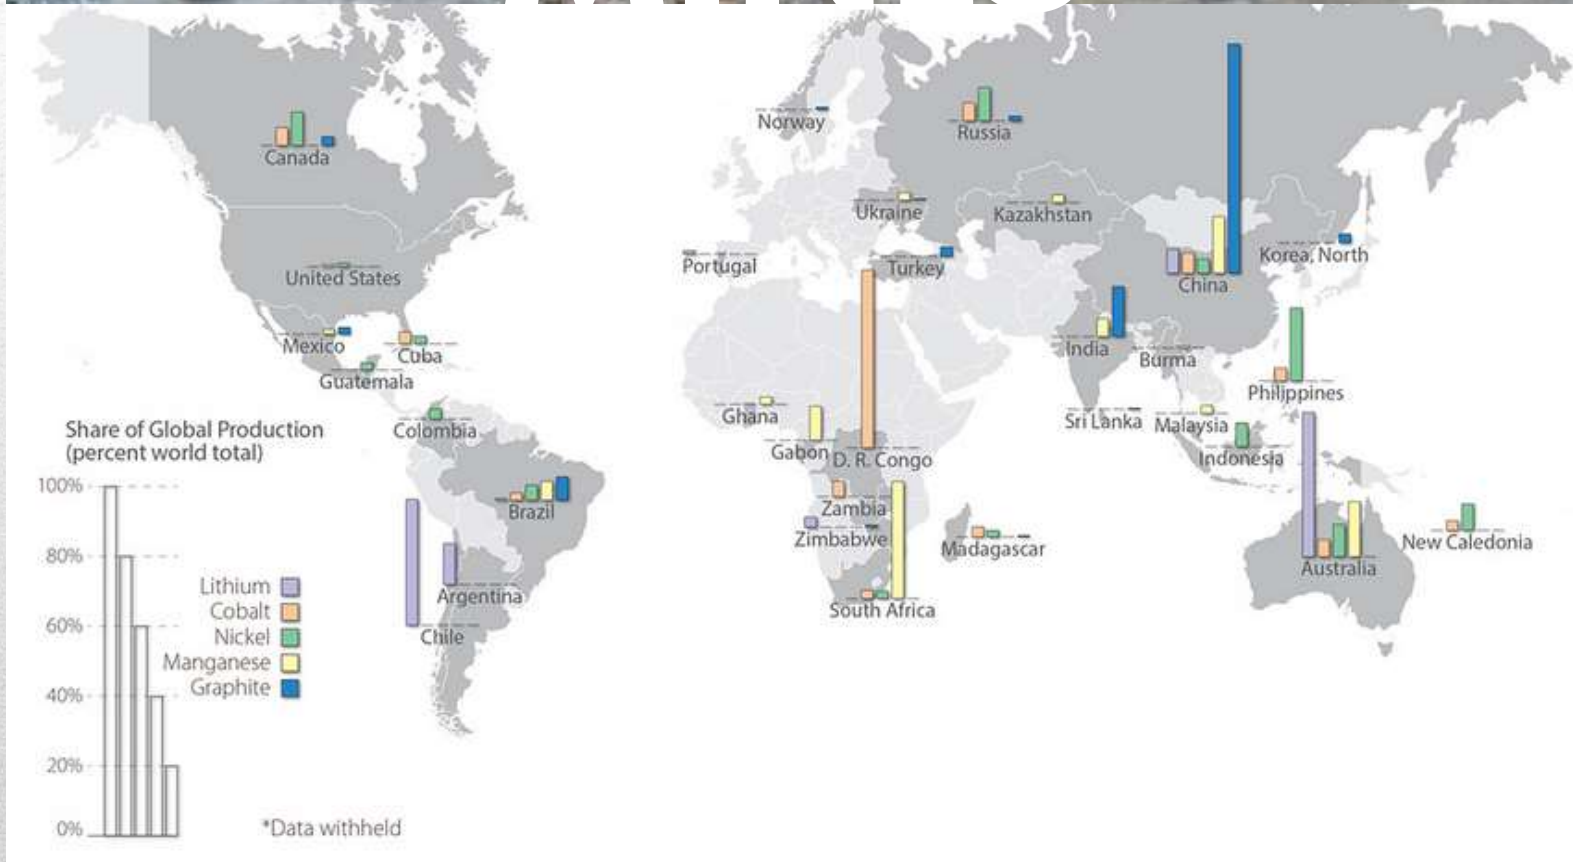 Canada
United States
Mexico
Cuba
Guatemala
Colombia
Brazil
Argentina
Chile
Norway
Russia
Ukraine
Kazakhstan
Portugal
Turkey
Korea, North
China
India
Burma
Philippines
Ghana
Gabon
D. R. Congo
Sri Lanka
Malaysia
Indonesia
Zambia
Zimbabwe
Madagascar
South Africa
Australia
New Caledonia
Share of Global Production
(percent world total)
100%
80%
60%
40%
20%
0%
Lithium
Cobalt
Nickel
Manganese
Graphite
*Data withheld